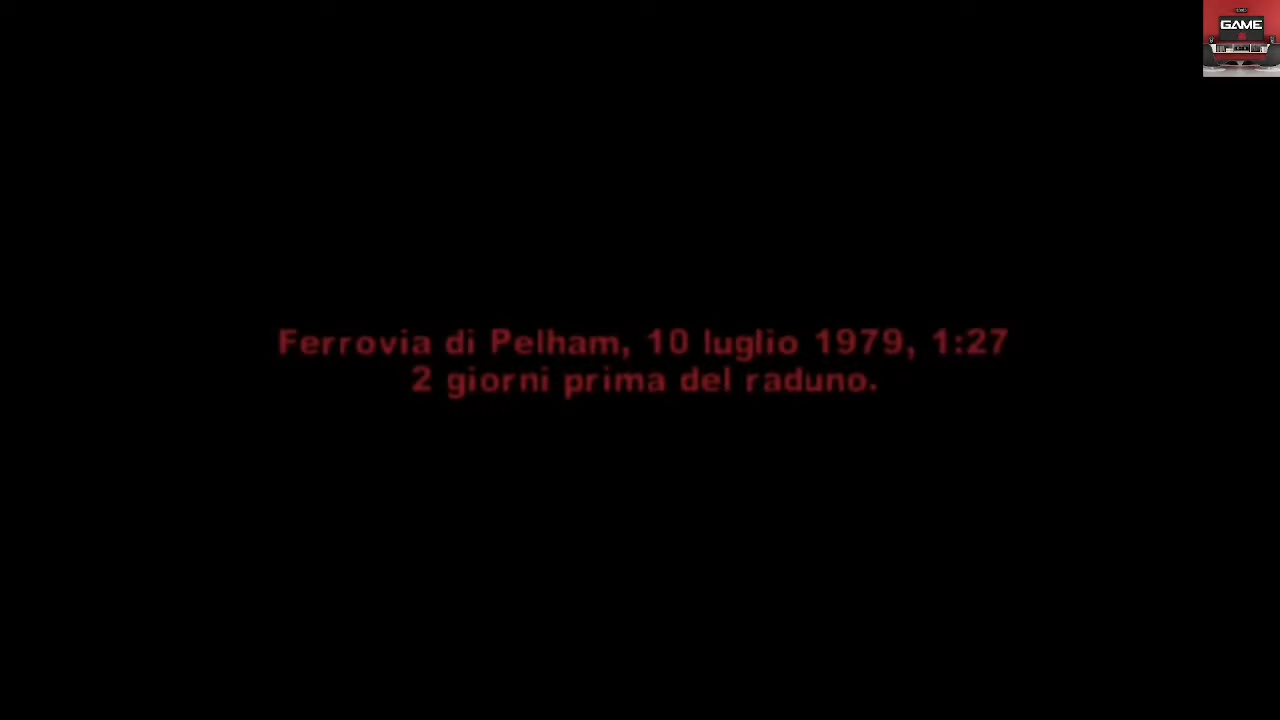 GAME
Ferrovia di Pelham, 10 luglio 1979, 1:27
2 giorni prima del raduno.